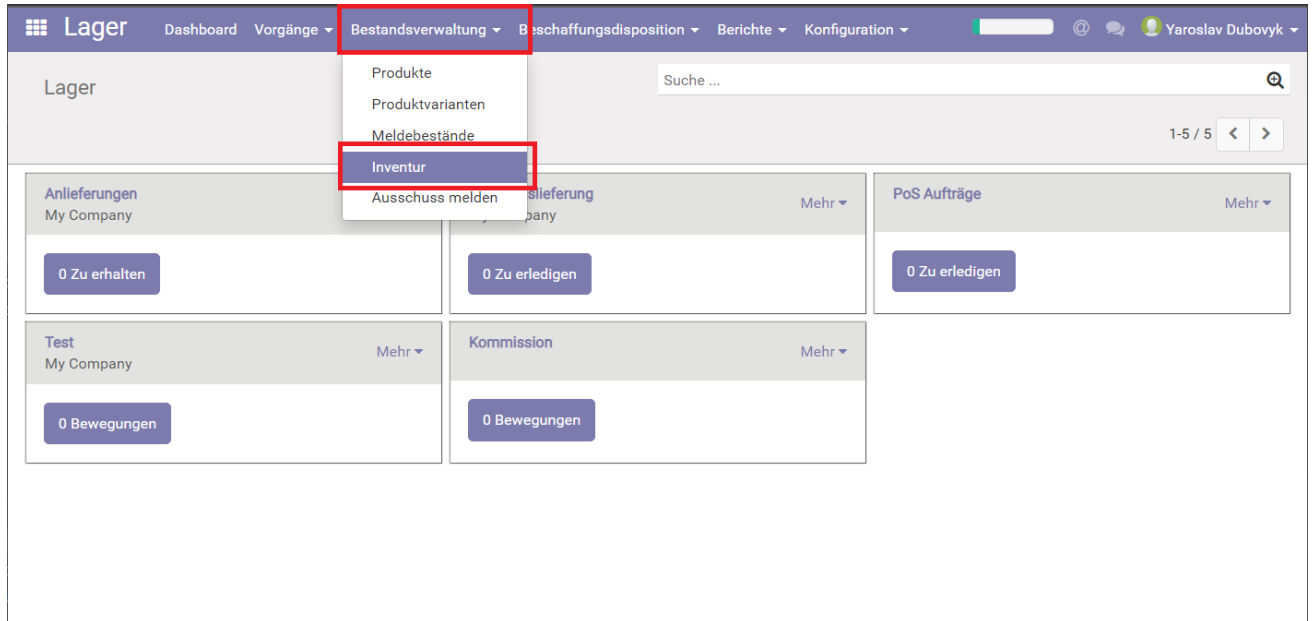 Lager Dashboard Vorgänge Bestandsverwaltung Beschaffungsdisposition Berichte Konfiguration @ Yaroslav Dubovyk
Lager
Suche ...
1-5 / 5
Produkte
Produktvarianten
Meldebestände
Inventur
Ausschuss melden
Anlieferungen
My Company
0 Zu erhalten
Mehr
0 Zu erledigen
PoS Aufträge
Mehr
0 Zu erledigen
Test
My Company
Mehr
0 Bewegungen
Kommission
Mehr
0 Bewegungen